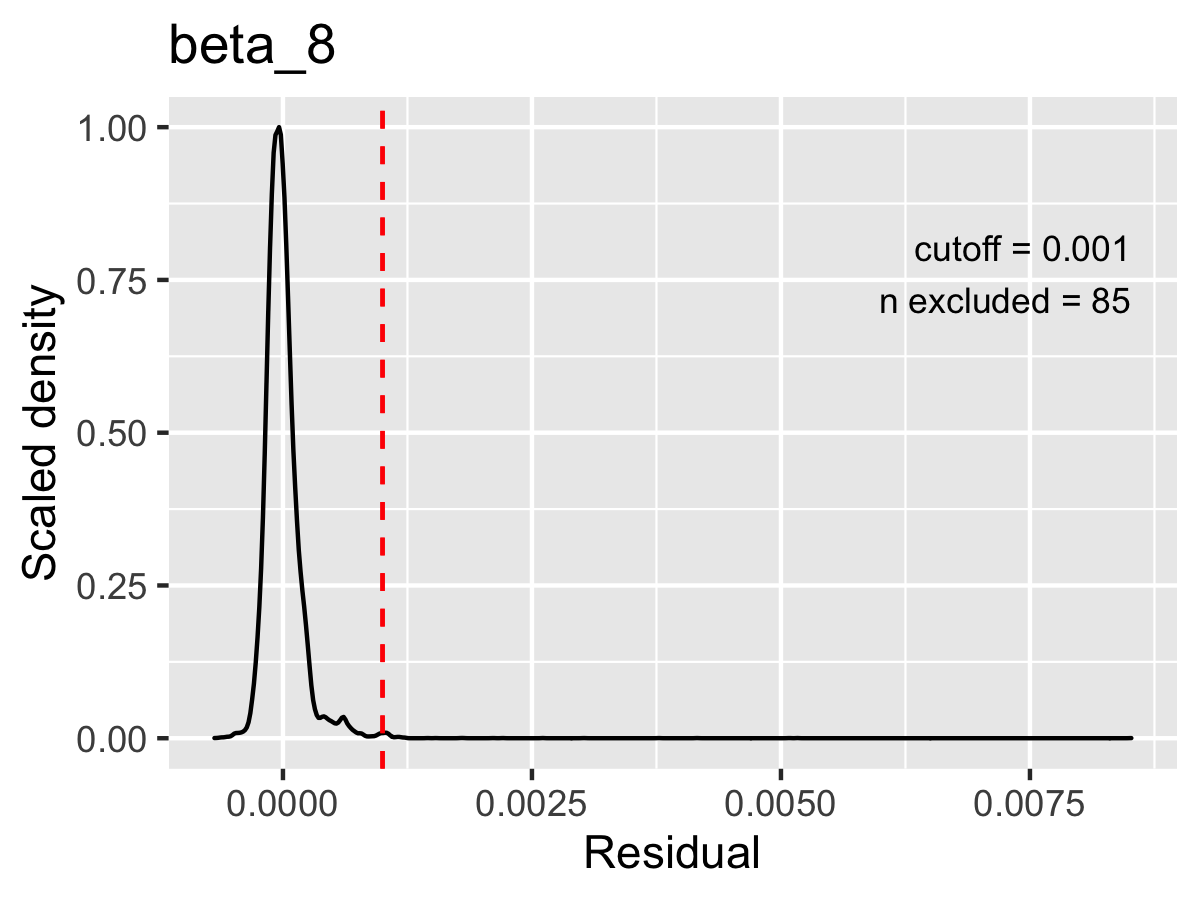 beta_8
1.00
0.75
0.50
0.25
0.00
Scaled density
cutoff = 0.001
n excluded = 85
0.0000
0.0025
0.0050
0.0075
Residual